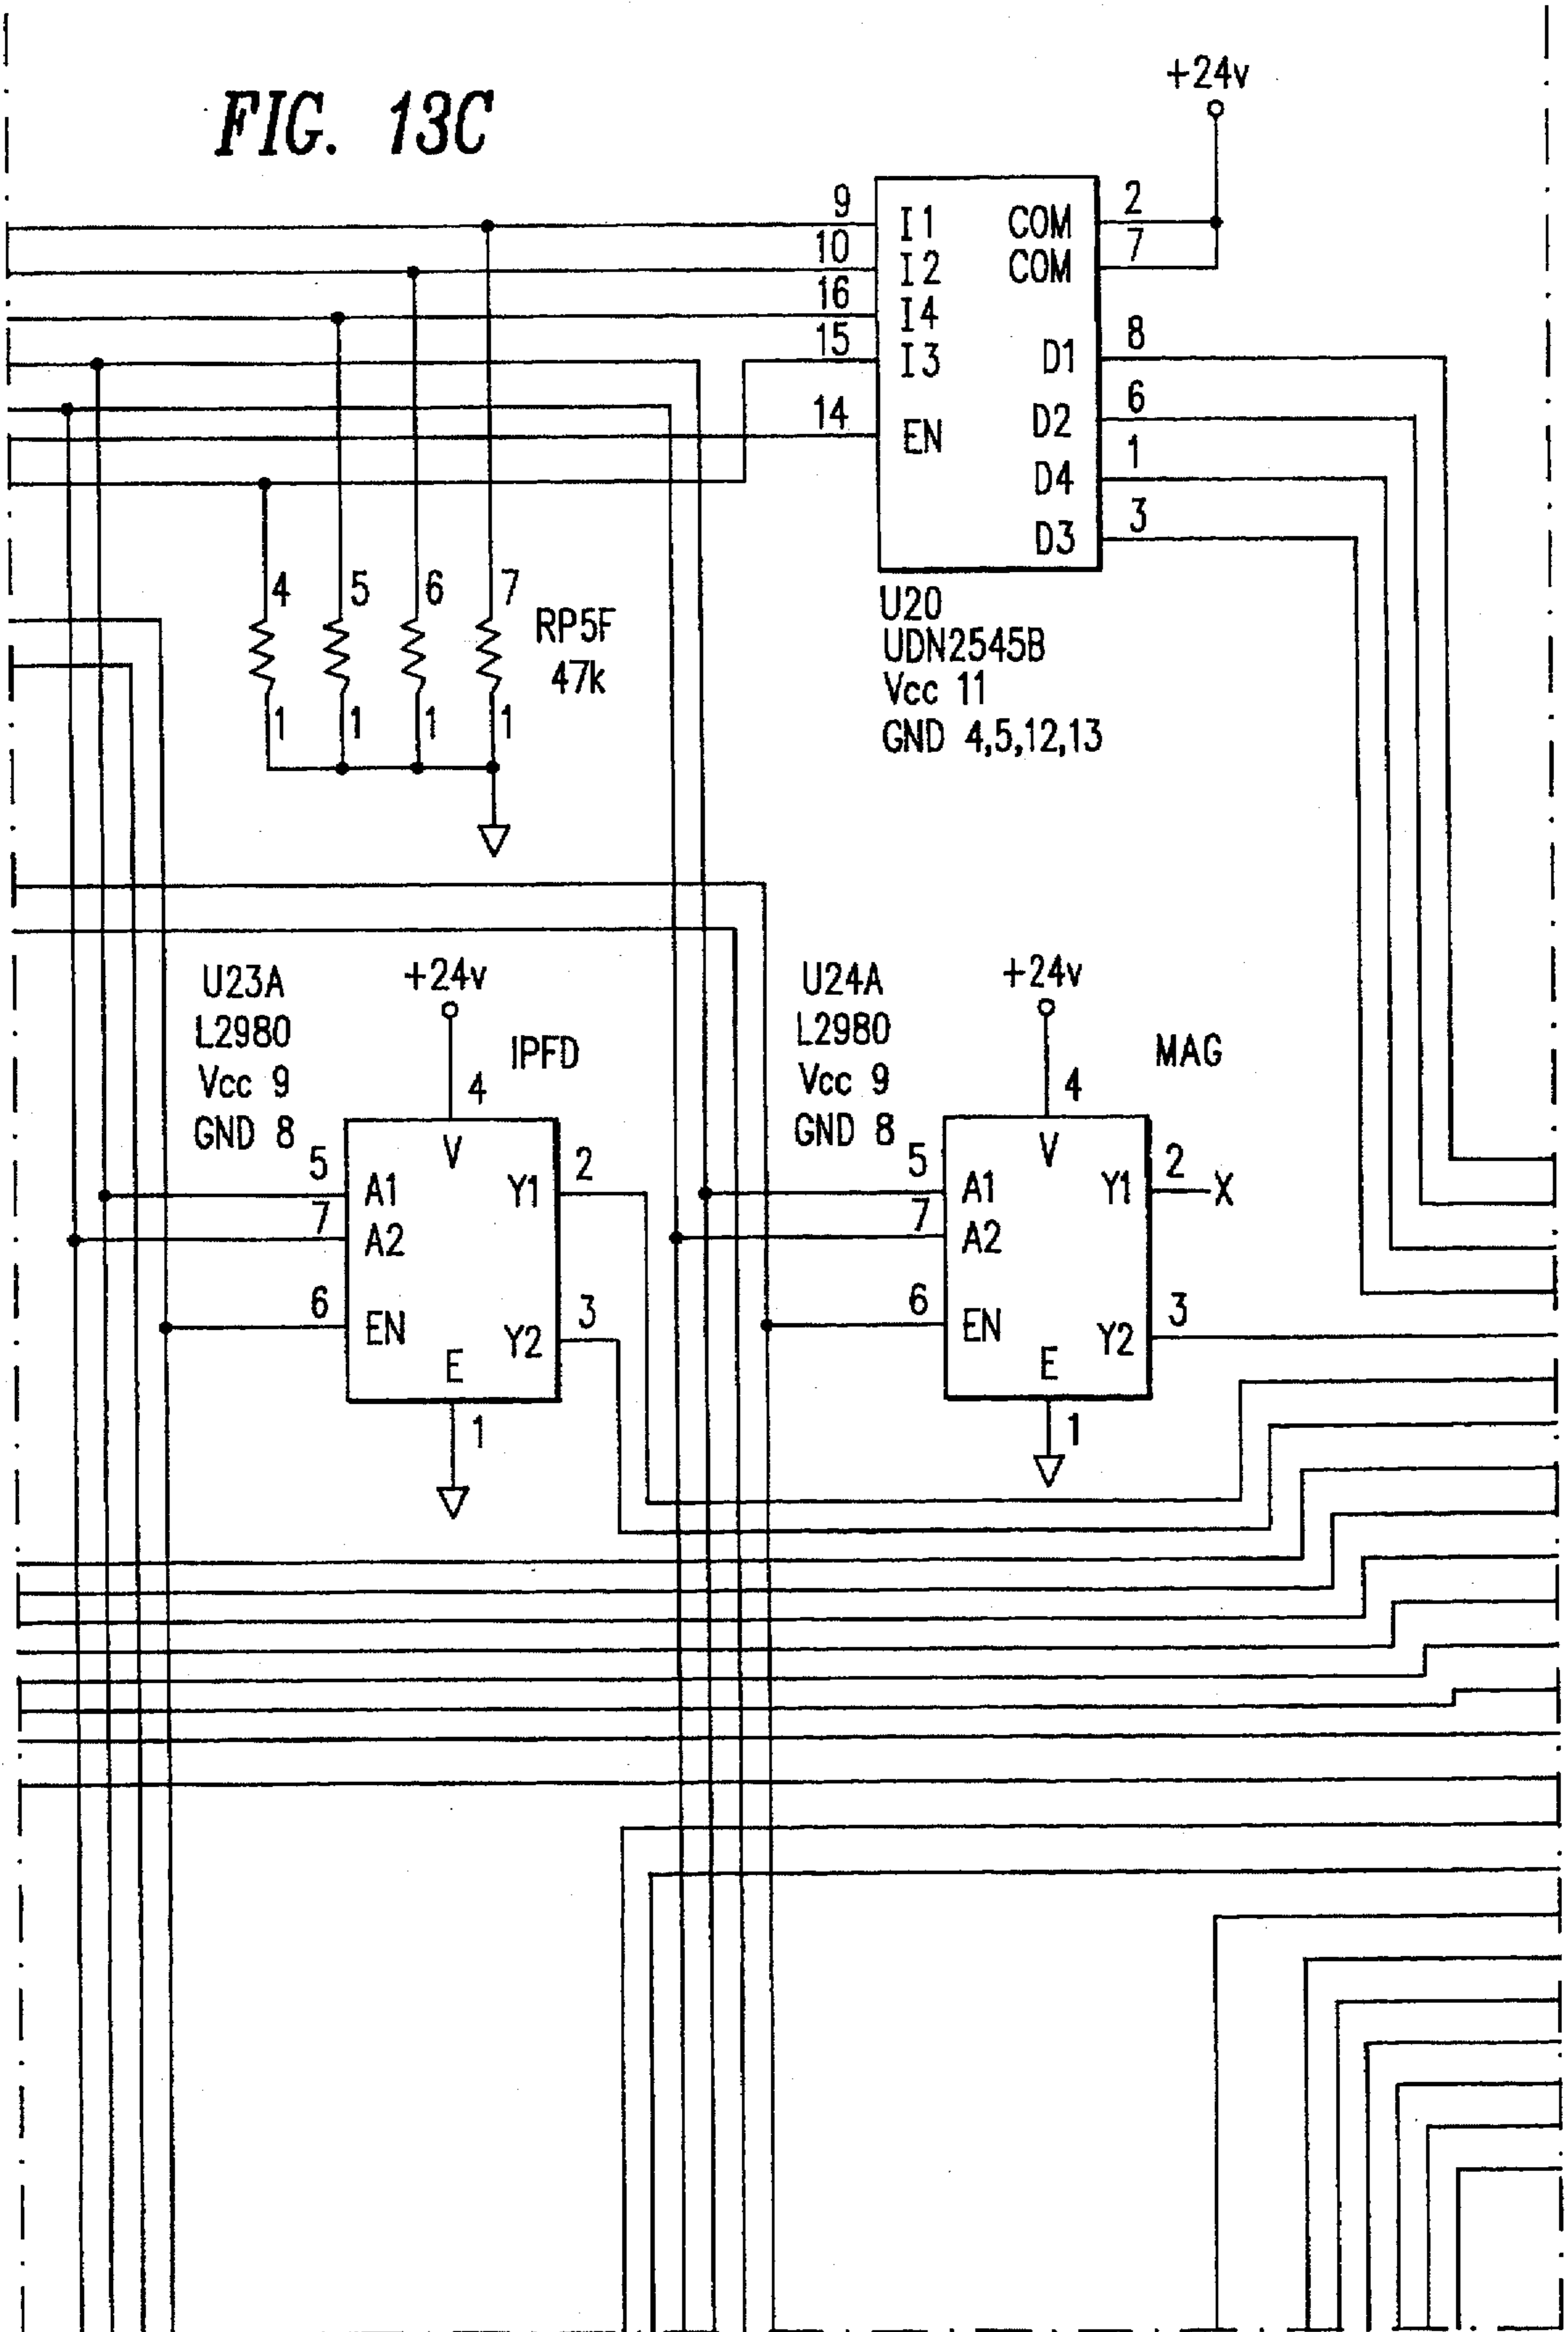 +24v
FIG. 13C
9 I1 COM 2
10 I2 COM 7
16 I4
15 I3 D1 8
14 EN D2 6
D4 1
D3 3
4 5 6 7
RP5F
47k
1 1 1 1
U20
UDN2545B
Vcc 11
GND 4,5,12,13
U23A
L2980
Vcc 9
GND 8
+24v
IPFD
4
V
5 A1 Y1 2
7 A2
6 EN Y2 3
E
1
U24A
L2980
Vcc 9
GND 8
+24v
MAG
4
V
5 A1 Y1 2 X
7 A2
6 EN Y2 3
E
1